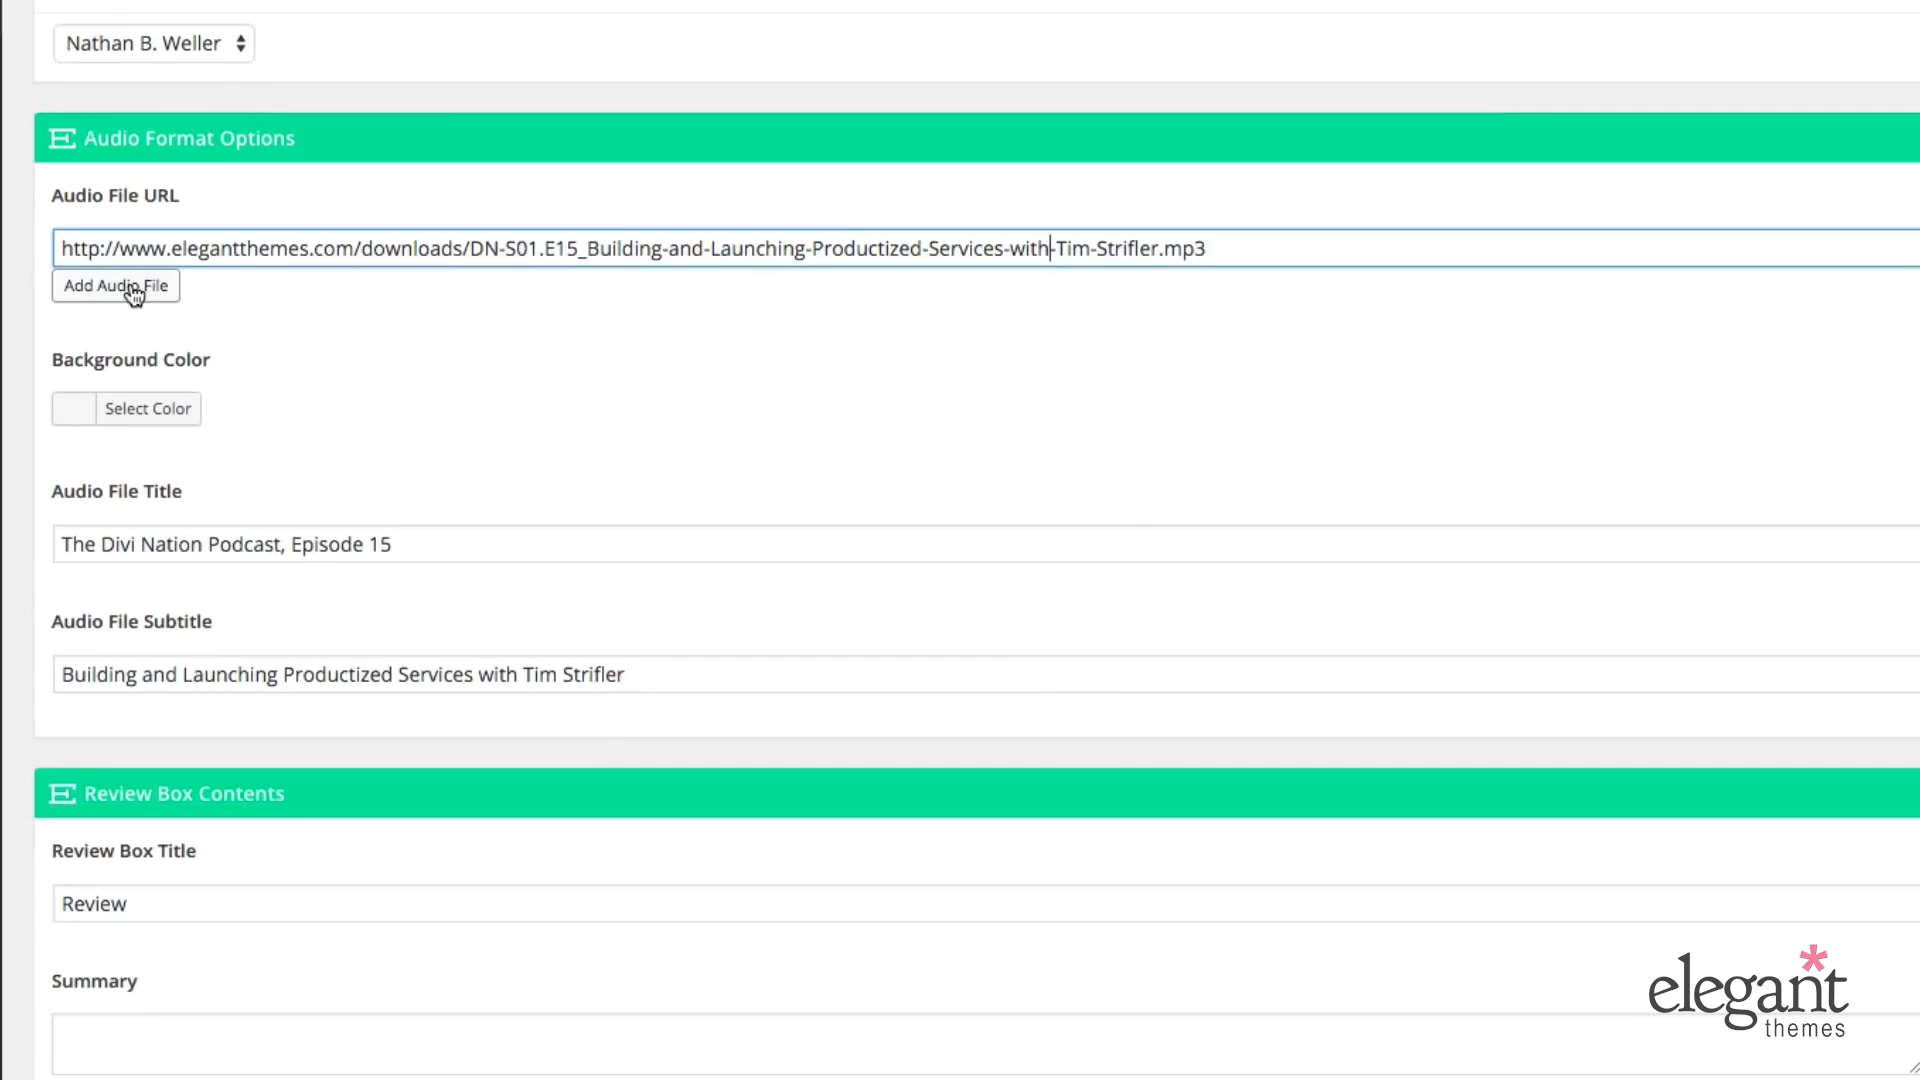 Nathan B. Weller
Audio Format Options
Audio File URL
http://www.elegantthemes.com/downloads/DN-S01.E15_Building-and-Launching-Productized-Services-with-Tim-Strifler.mp3
Add Audio File
Background Color
Select Color
Audio File Title
The Divi Nation Podcast, Episode 15
Audio File Subtitle
Building and Launching Productized Services with Tim Strifler
Review Box Contents
Review Box Title
Review
Summary
elegant
themes